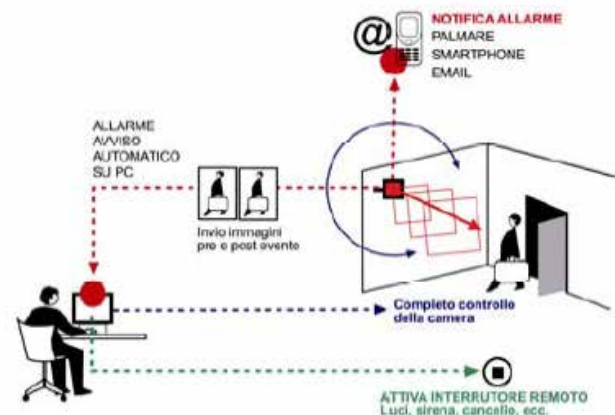 @
NOTIFICA ALLARME
PALMARE
SMARTPHONE
EMAIL
ALLARME
AVVISO
AUTOMATICO
SU PC
Invio immagini
pre e post evento
Completo controllo
della camera
ATTIVA INTERRUTORE REMOTO
Luci, sirena, cancello, ecc.